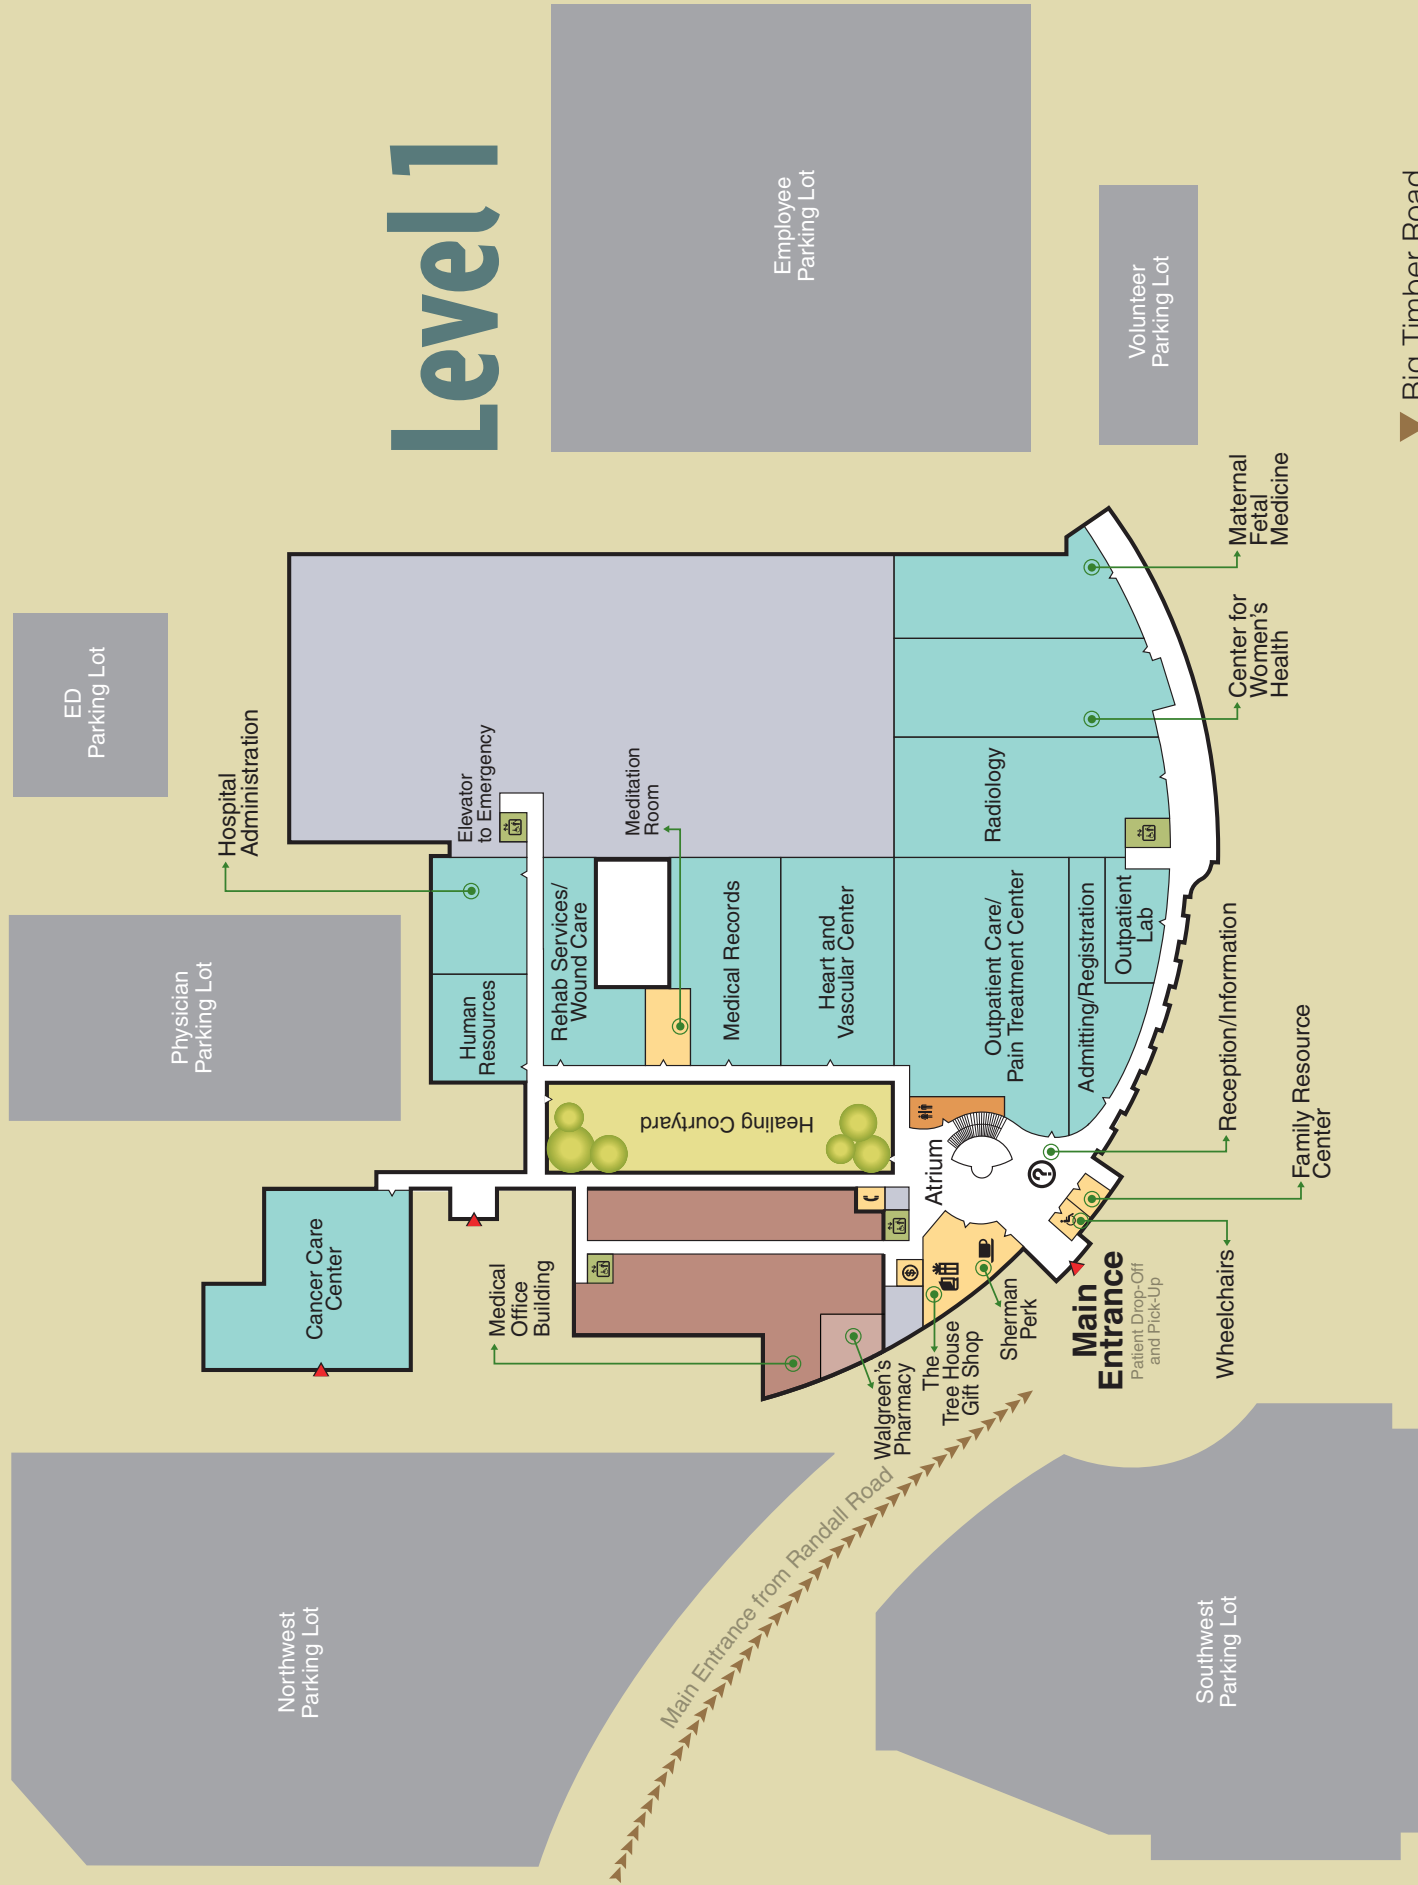 Level 1
ED
Parking Lot
Physician
Parking Lot
Employee
Parking Lot
Volunteer
Parking Lot
Northwest
Parking Lot
Southwest
Parking Lot
Hospital
Administration
Elevator
to Emergency
Meditation
Room
Human
Resources
Rehab Services/
Wound Care
Medical Records
Heart and
Vascular Center
Radiology
Outpatient Care/
Pain Treatment Center
Admitting/Registration
Outpatient
Lab
Healing Courtyard
Atrium
?
$
Cancer Care
Center
Medical
Office
Building
Walgreen's
Pharmacy
The
Tree House
Gift Shop
Sherman
Perk
Main
Entrance
Patient Drop-Off
and Pick-Up
Wheelchairs
Family Resource
Center
Reception/Information
Center for
Women's
Health
Maternal
Fetal
Medicine
Main Entrance from Randall Road
Big Timber Road